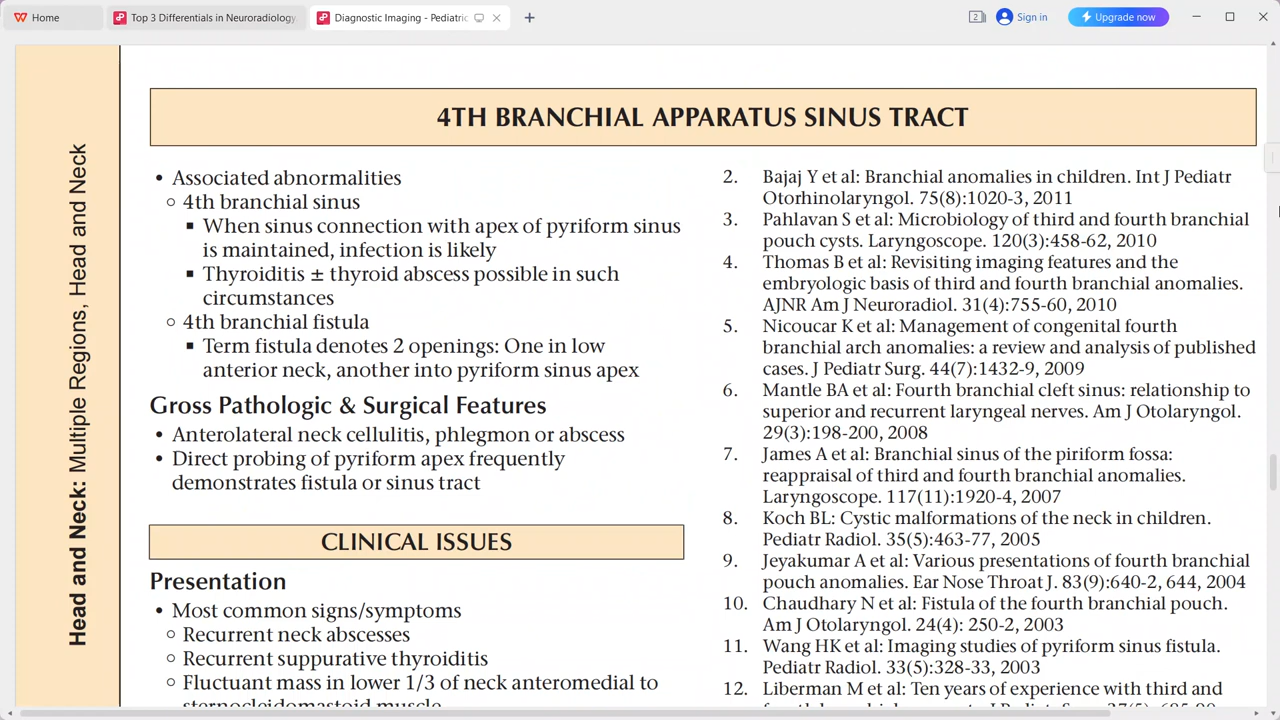 Home
Top 3 Differentials in Neuroradiology
Diagnostic Imaging - Pediatric
2
Sign in
Upgrade now
Head and Neck: Multiple Regions, Head and Neck
4TH BRANCHIAL APPARATUS SINUS TRACT
• Associated abnormalities
○ 4th branchial sinus
▪ When sinus connection with apex of pyriform sinus
is maintained, infection is likely
▪ Thyroiditis ± thyroid abscess possible in such
circumstances
○ 4th branchial fistula
▪ Term fistula denotes 2 openings: One in low
anterior neck, another into pyriform sinus apex
Gross Pathologic & Surgical Features
• Anterolateral neck cellulitis, phlegmon or abscess
• Direct probing of pyriform apex frequently
demonstrates fistula or sinus tract
CLINICAL ISSUES
Presentation
• Most common signs/symptoms
○ Recurrent neck abscesses
○ Recurrent suppurative thyroiditis
○ Fluctuant mass in lower 1/3 of neck anteromedial to
sternocleidomastoid muscle
2. Bajaj Y et al: Branchial anomalies in children. Int J Pediatr
Otorhinolaryngol. 75(8):1020-3, 2011
3. Pahlavan S et al: Microbiology of third and fourth branchial
pouch cysts. Laryngoscope. 120(3):458-62, 2010
4. Thomas B et al: Revisiting imaging features and the
embryologic basis of third and fourth branchial anomalies.
AJNR Am J Neuroradiol. 31(4):755-60, 2010
5. Nicoucar K et al: Management of congenital fourth
branchial arch anomalies: a review and analysis of published
cases. J Pediatr Surg. 44(7):1432-9, 2009
6. Mantle BA et al: Fourth branchial cleft sinus: relationship to
superior and recurrent laryngeal nerves. Am J Otolaryngol.
29(3):198-200, 2008
7. James A et al: Branchial sinus of the piriform fossa:
reappraisal of third and fourth branchial anomalies.
Laryngoscope. 117(11):1920-4, 2007
8. Koch BL: Cystic malformations of the neck in children.
Pediatr Radiol. 35(5):463-77, 2005
9. Jeyakumar A et al: Various presentations of fourth branchial
pouch anomalies. Ear Nose Throat J. 83(9):640-2, 644, 2004
10. Chaudhary N et al: Fistula of the fourth branchial pouch.
Am J Otolaryngol. 24(4): 250-2, 2003
11. Wang HK et al: Imaging studies of pyriform sinus fistula.
Pediatr Radiol. 33(5):328-33, 2003
12. Liberman M et al: Ten years of experience with third and